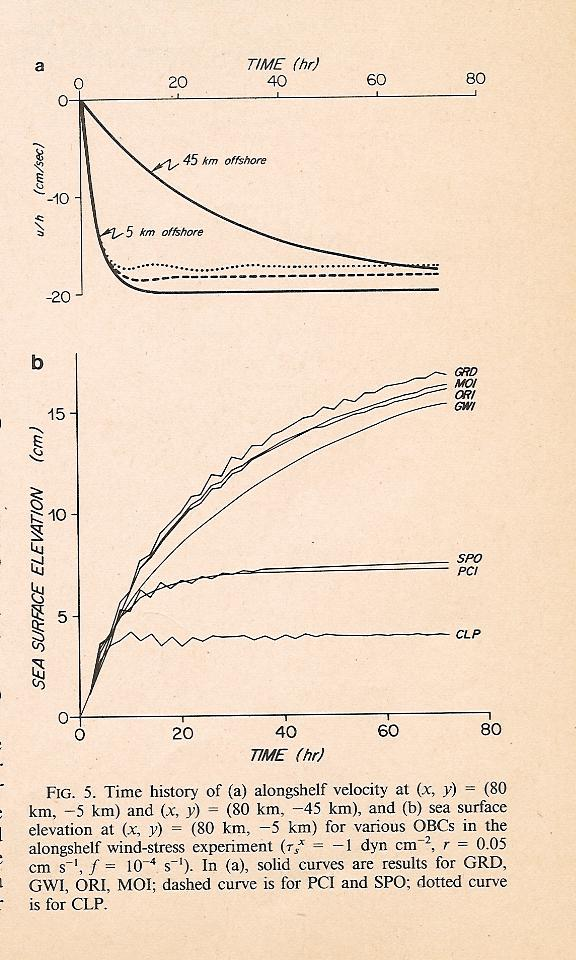 a
TIME (hr)
0 20 40 60 80
0
-10
-20
u/h (cm/sec)
45 km offshore
5 km offshore
b
15
10
5
0
SEA SURFACE ELEVATION (cm)
GRD
MOI
ORI
GWI
SPO
PCI
CLP
0 20 40 60 80
TIME (hr)
FIG. 5. Time history of (a) alongshelf velocity at (x, y) = (80
km, −5 km) and (x, y) = (80 km, −45 km), and (b) sea surface
elevation at (x, y) = (80 km, −5 km) for various OBCs in the
alongshelf wind-stress experiment (τₛˣ = −1 dyn cm⁻², r = 0.05
cm s⁻¹, f = 10⁻⁴ s⁻¹). In (a), solid curves are results for GRD,
GWI, ORI, MOI; dashed curve is for PCI and SPO; dotted curve
is for CLP.